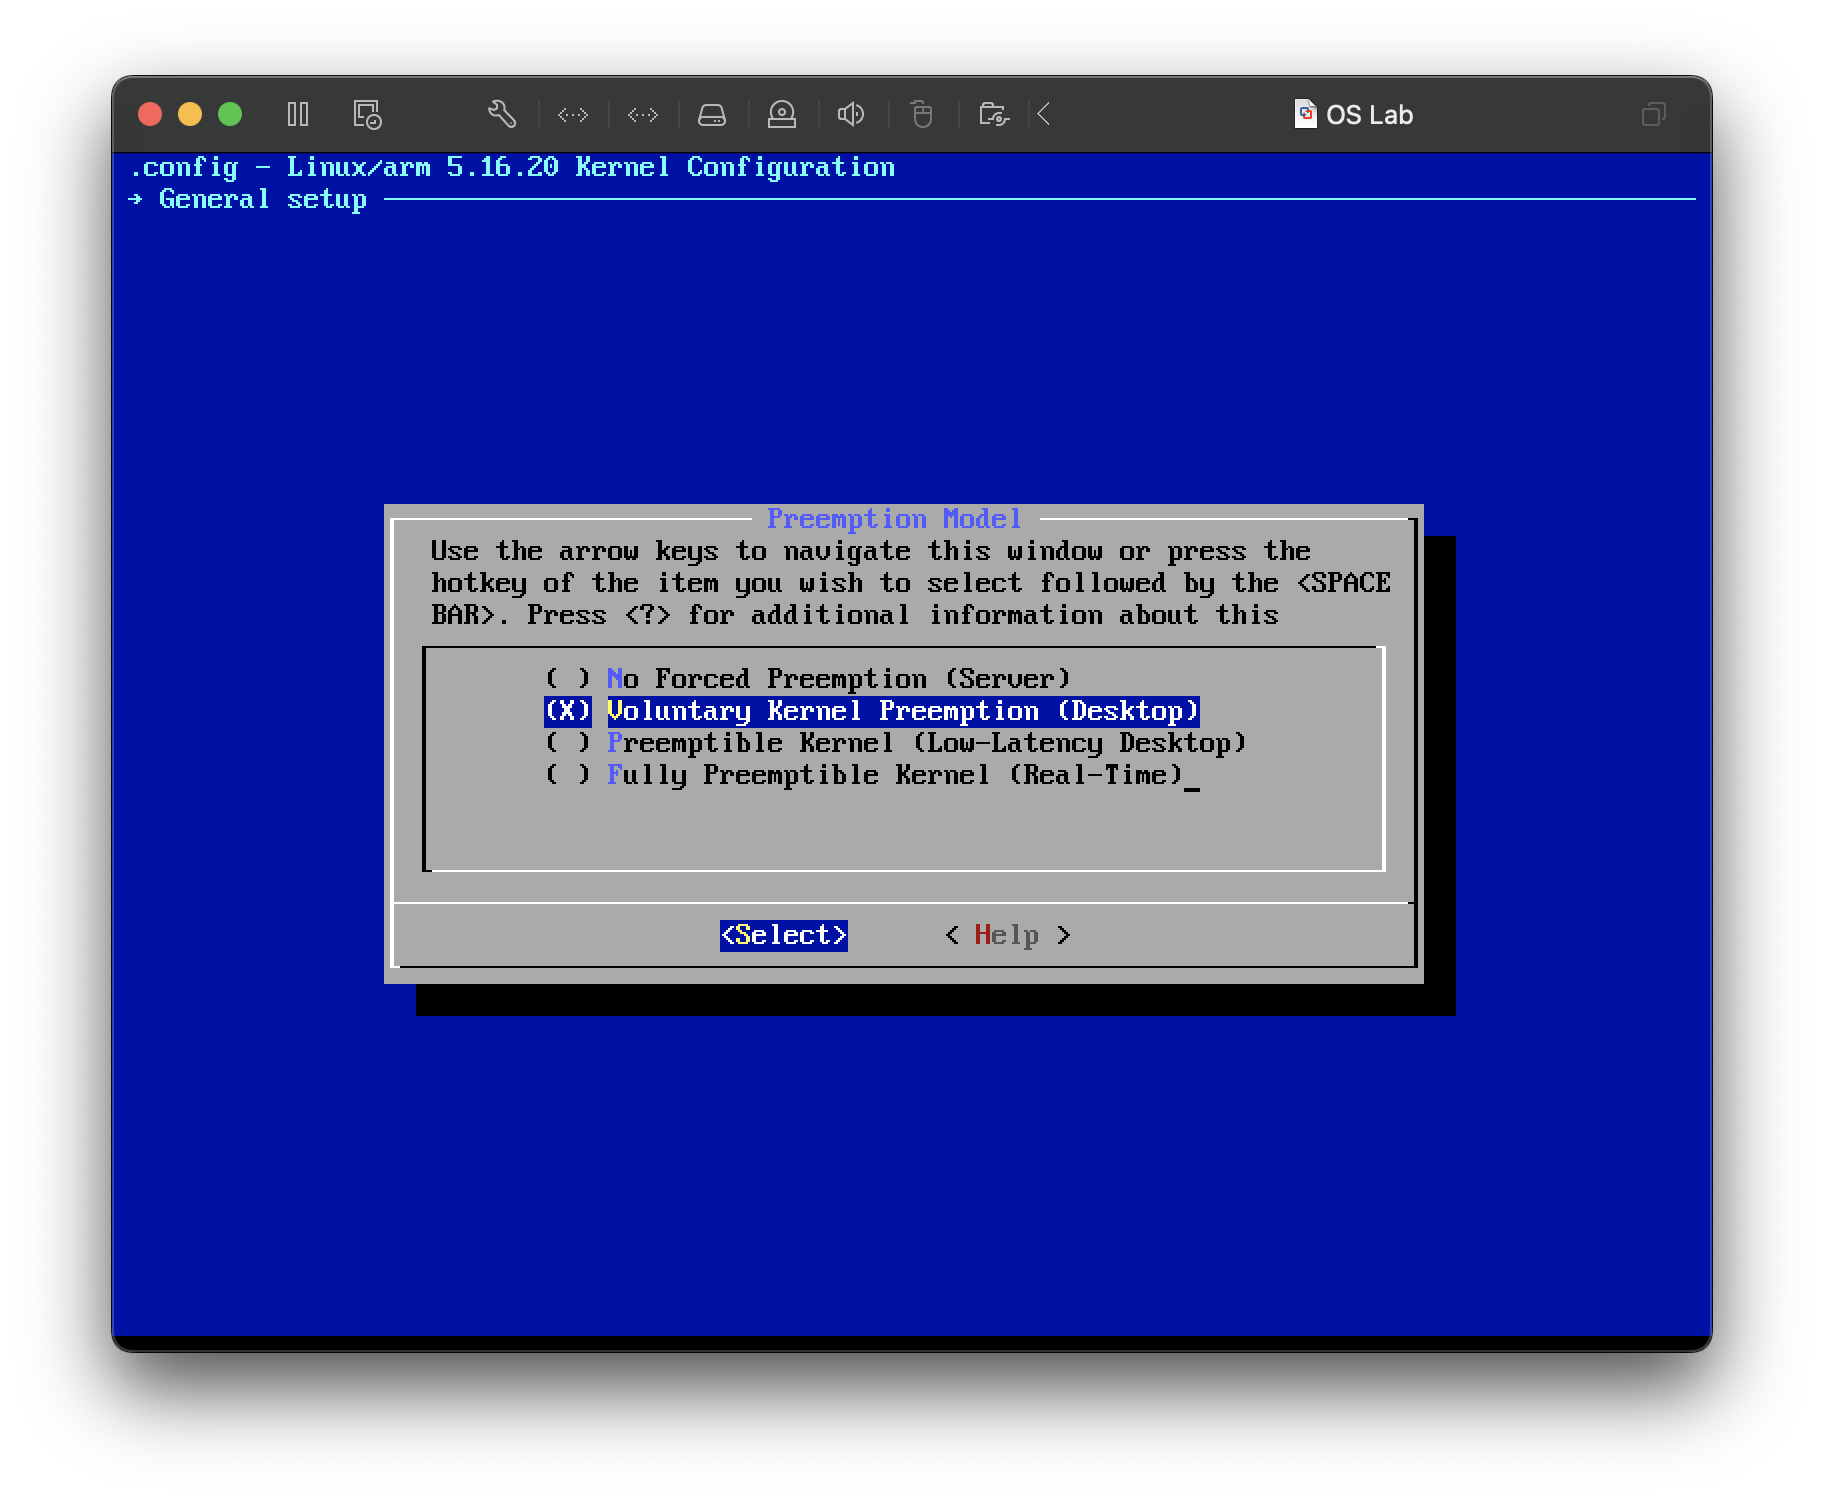 OS Lab
.config - Linux/arm 5.16.20 Kernel Configuration
→ General setup
Preemption Model
Use the arrow keys to navigate this window or press the
hotkey of the item you wish to select followed by the <SPACE
BAR>. Press <?> for additional information about this
( ) No Forced Preemption (Server)
(X) Voluntary Kernel Preemption (Desktop)
( ) Preemptible Kernel (Low-Latency Desktop)
( ) Fully Preemptible Kernel (Real-Time)_
<Select> < Help >